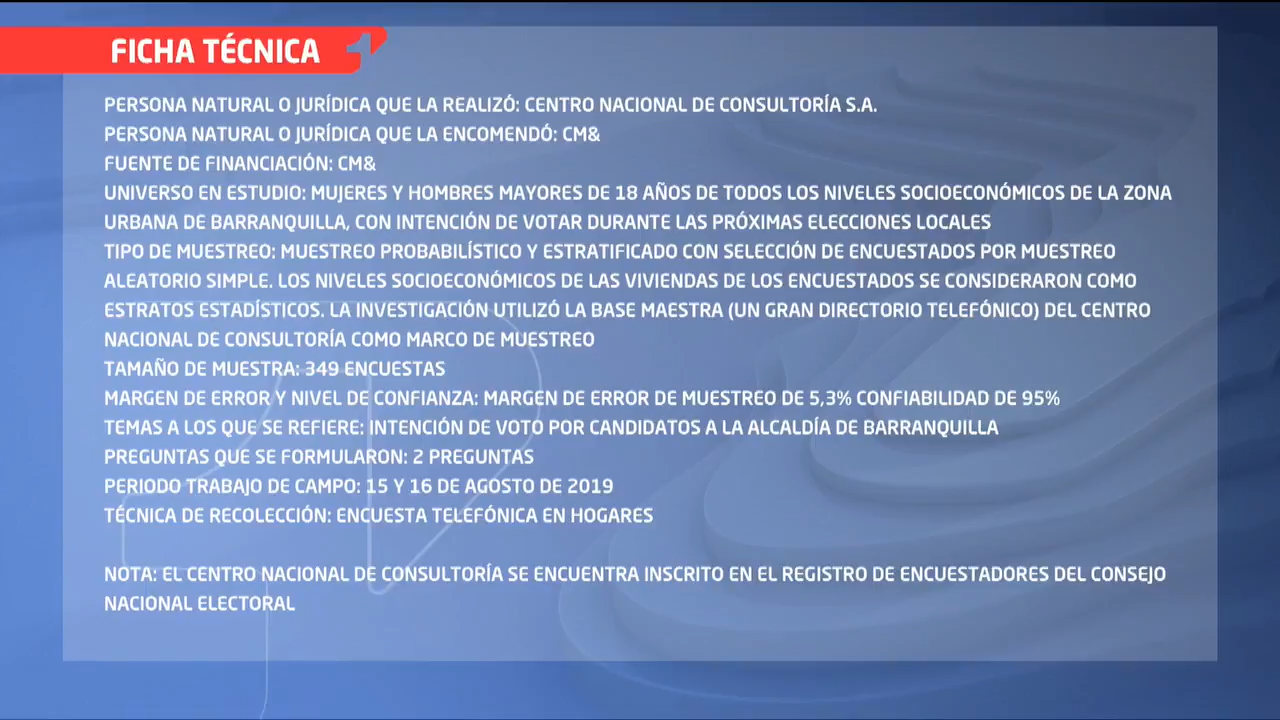 FICHA TÉCNICA
PERSONA NATURAL O JURÍDICA QUE LA REALIZÓ: CENTRO NACIONAL DE CONSULTORÍA S.A.
PERSONA NATURAL O JURÍDICA QUE LA ENCOMENDÓ: CM&
FUENTE DE FINANCIACIÓN: CM&
UNIVERSO EN ESTUDIO: MUJERES Y HOMBRES MAYORES DE 18 AÑOS DE TODOS LOS NIVELES SOCIOECONÓMICOS DE LA ZONA
URBANA DE BARRANQUILLA, CON INTENCIÓN DE VOTAR DURANTE LAS PRÓXIMAS ELECCIONES LOCALES
TIPO DE MUESTREO: MUESTREO PROBABILÍSTICO Y ESTRATIFICADO CON SELECCIÓN DE ENCUESTADOS POR MUESTREO
ALEATORIO SIMPLE. LOS NIVELES SOCIOECONÓMICOS DE LAS VIVIENDAS DE LOS ENCUESTADOS SE CONSIDERARON COMO
ESTRATOS ESTADÍSTICOS. LA INVESTIGACIÓN UTILIZÓ LA BASE MAESTRA (UN GRAN DIRECTORIO TELEFÓNICO) DEL CENTRO
NACIONAL DE CONSULTORÍA COMO MARCO DE MUESTREO
TAMAÑO DE MUESTRA: 349 ENCUESTAS
MARGEN DE ERROR Y NIVEL DE CONFIANZA: MARGEN DE ERROR DE MUESTREO DE 5,3% CONFIABILIDAD DE 95%
TEMAS A LOS QUE SE REFIERE: INTENCIÓN DE VOTO POR CANDIDATOS A LA ALCALDÍA DE BARRANQUILLA
PREGUNTAS QUE SE FORMULARON: 2 PREGUNTAS
PERIODO TRABAJO DE CAMPO: 15 Y 16 DE AGOSTO DE 2019
TÉCNICA DE RECOLECCIÓN: ENCUESTA TELEFÓNICA EN HOGARES
NOTA: EL CENTRO NACIONAL DE CONSULTORÍA SE ENCUENTRA INSCRITO EN EL REGISTRO DE ENCUESTADORES DEL CONSEJO
NACIONAL ELECTORAL